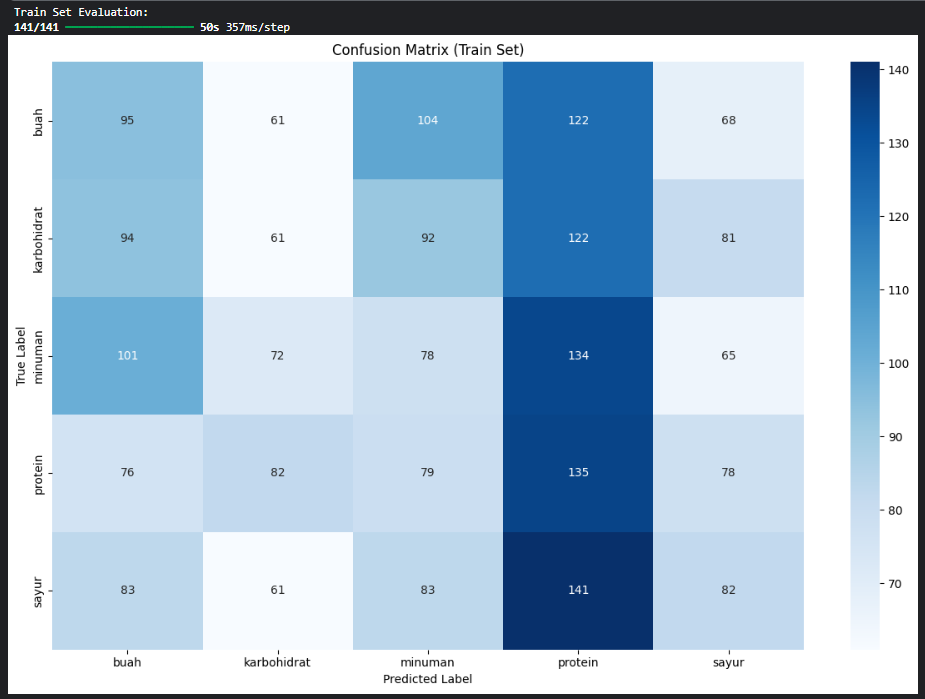 Train Set Evaluation:
141/141 50s 357ms/step
Confusion Matrix (Train Set)
buah 95 61 104 122 68
karbohidrat 94 61 92 122 81
minuman 101 72 78 134 65
protein 76 82 79 135 78
sayur 83 61 83 141 82
True Label
buah karbohidrat minuman protein sayur
Predicted Label
140
130
120
110
100
90
80
70